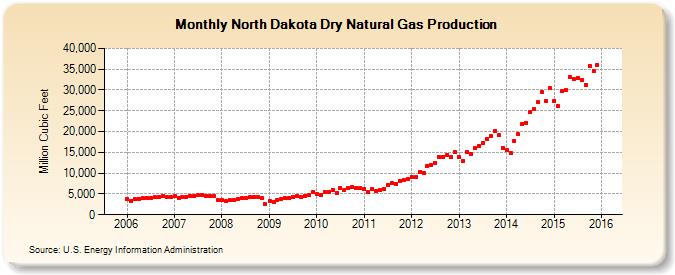 Monthly North Dakota Dry Natural Gas Production
Million Cubic Feet
40,000
35,000
30,000
25,000
20,000
15,000
10,000
5,000
0
2006 2007 2008 2009 2010 2011 2012 2013 2014 2015 2016
Source: U.S. Energy Information Administration